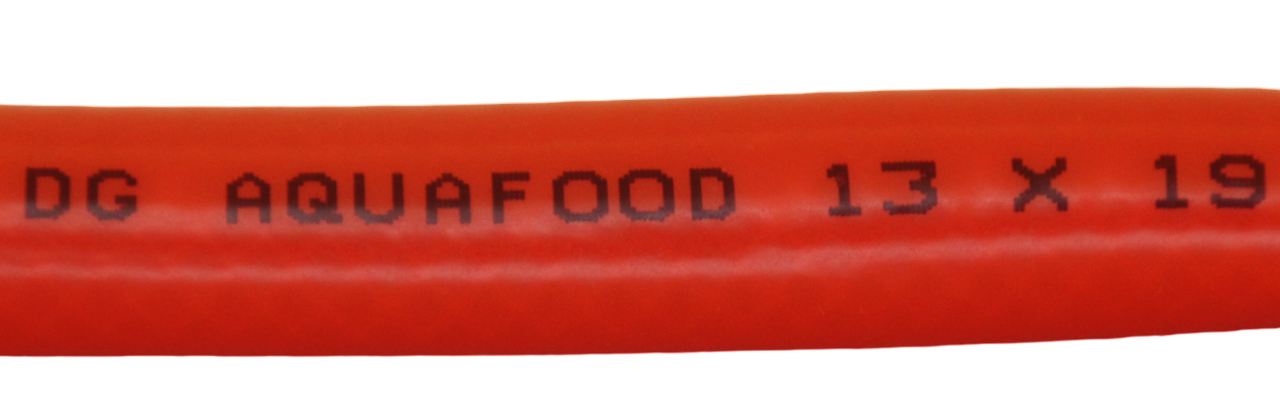 DG AQUAFOOD 13 X 19